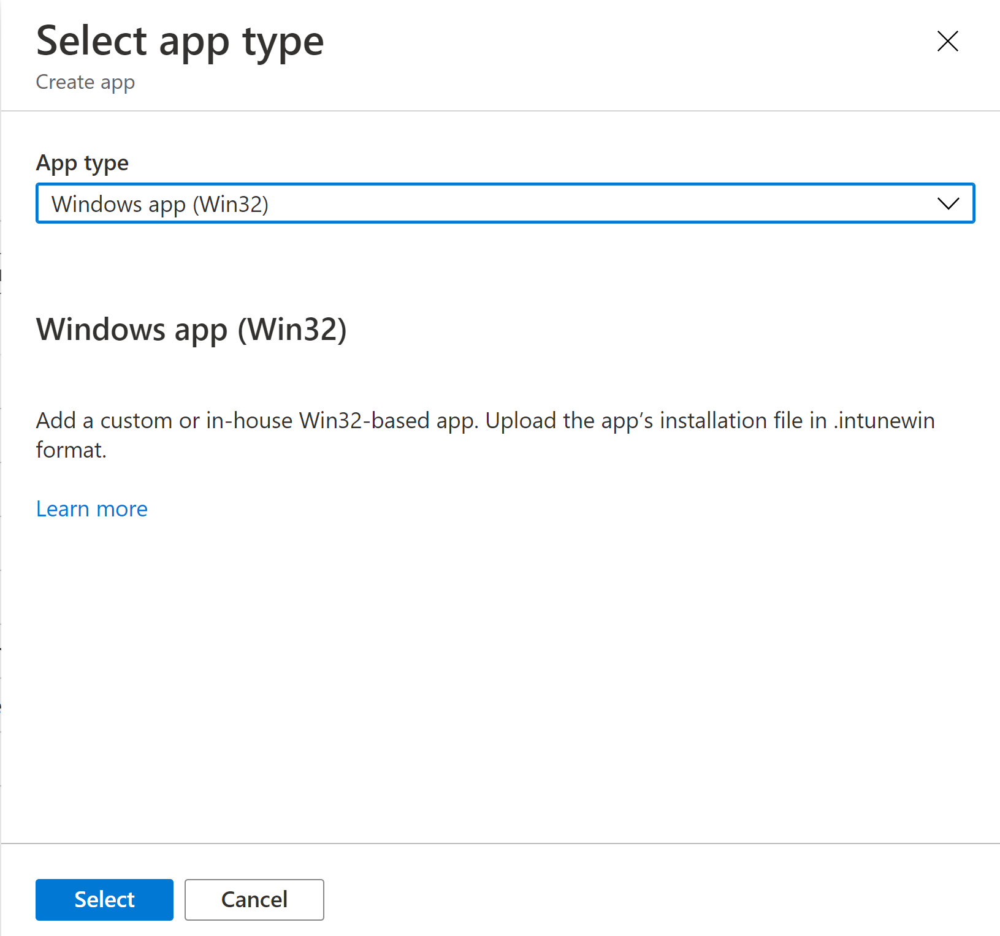 Select app type
Create app
App type
Windows app (Win32)
Windows app (Win32)
Add a custom or in-house Win32-based app. Upload the app’s installation file in .intunewin
format.
Learn more
Select
Cancel